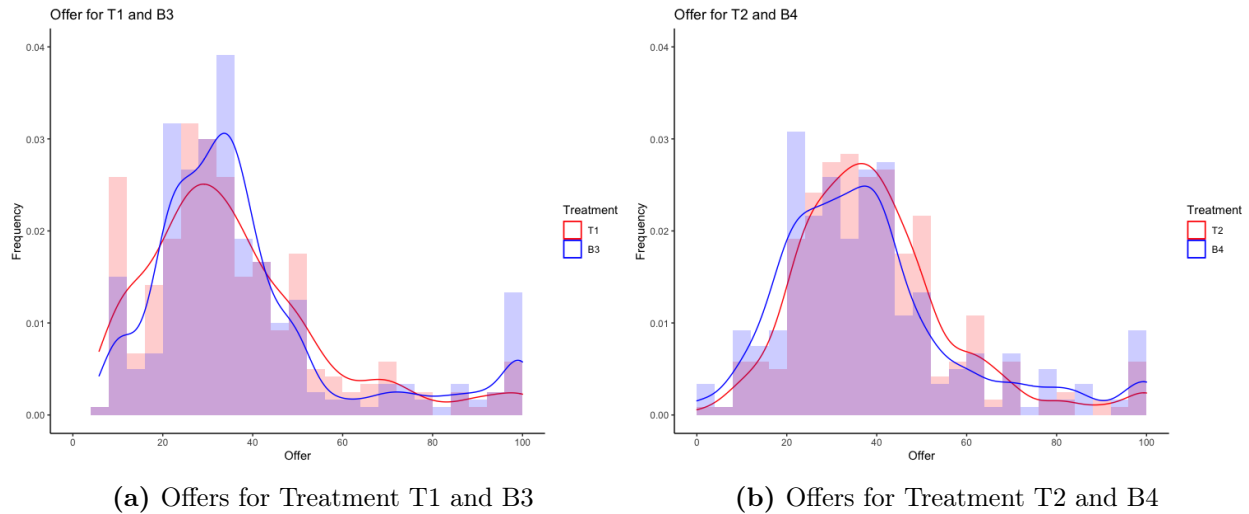 Offer for T1 and B3
0.04
0.03
0.02
0.01
0.00
Frequency
0
20
40
60
80
100
Offer
Treatment
T1
B3
(a) Offers for Treatment T1 and B3
Offer for T2 and B4
0.04
0.03
0.02
0.01
0.00
Frequency
0
20
40
60
80
100
Offer
Treatment
T2
B4
(b) Offers for Treatment T2 and B4